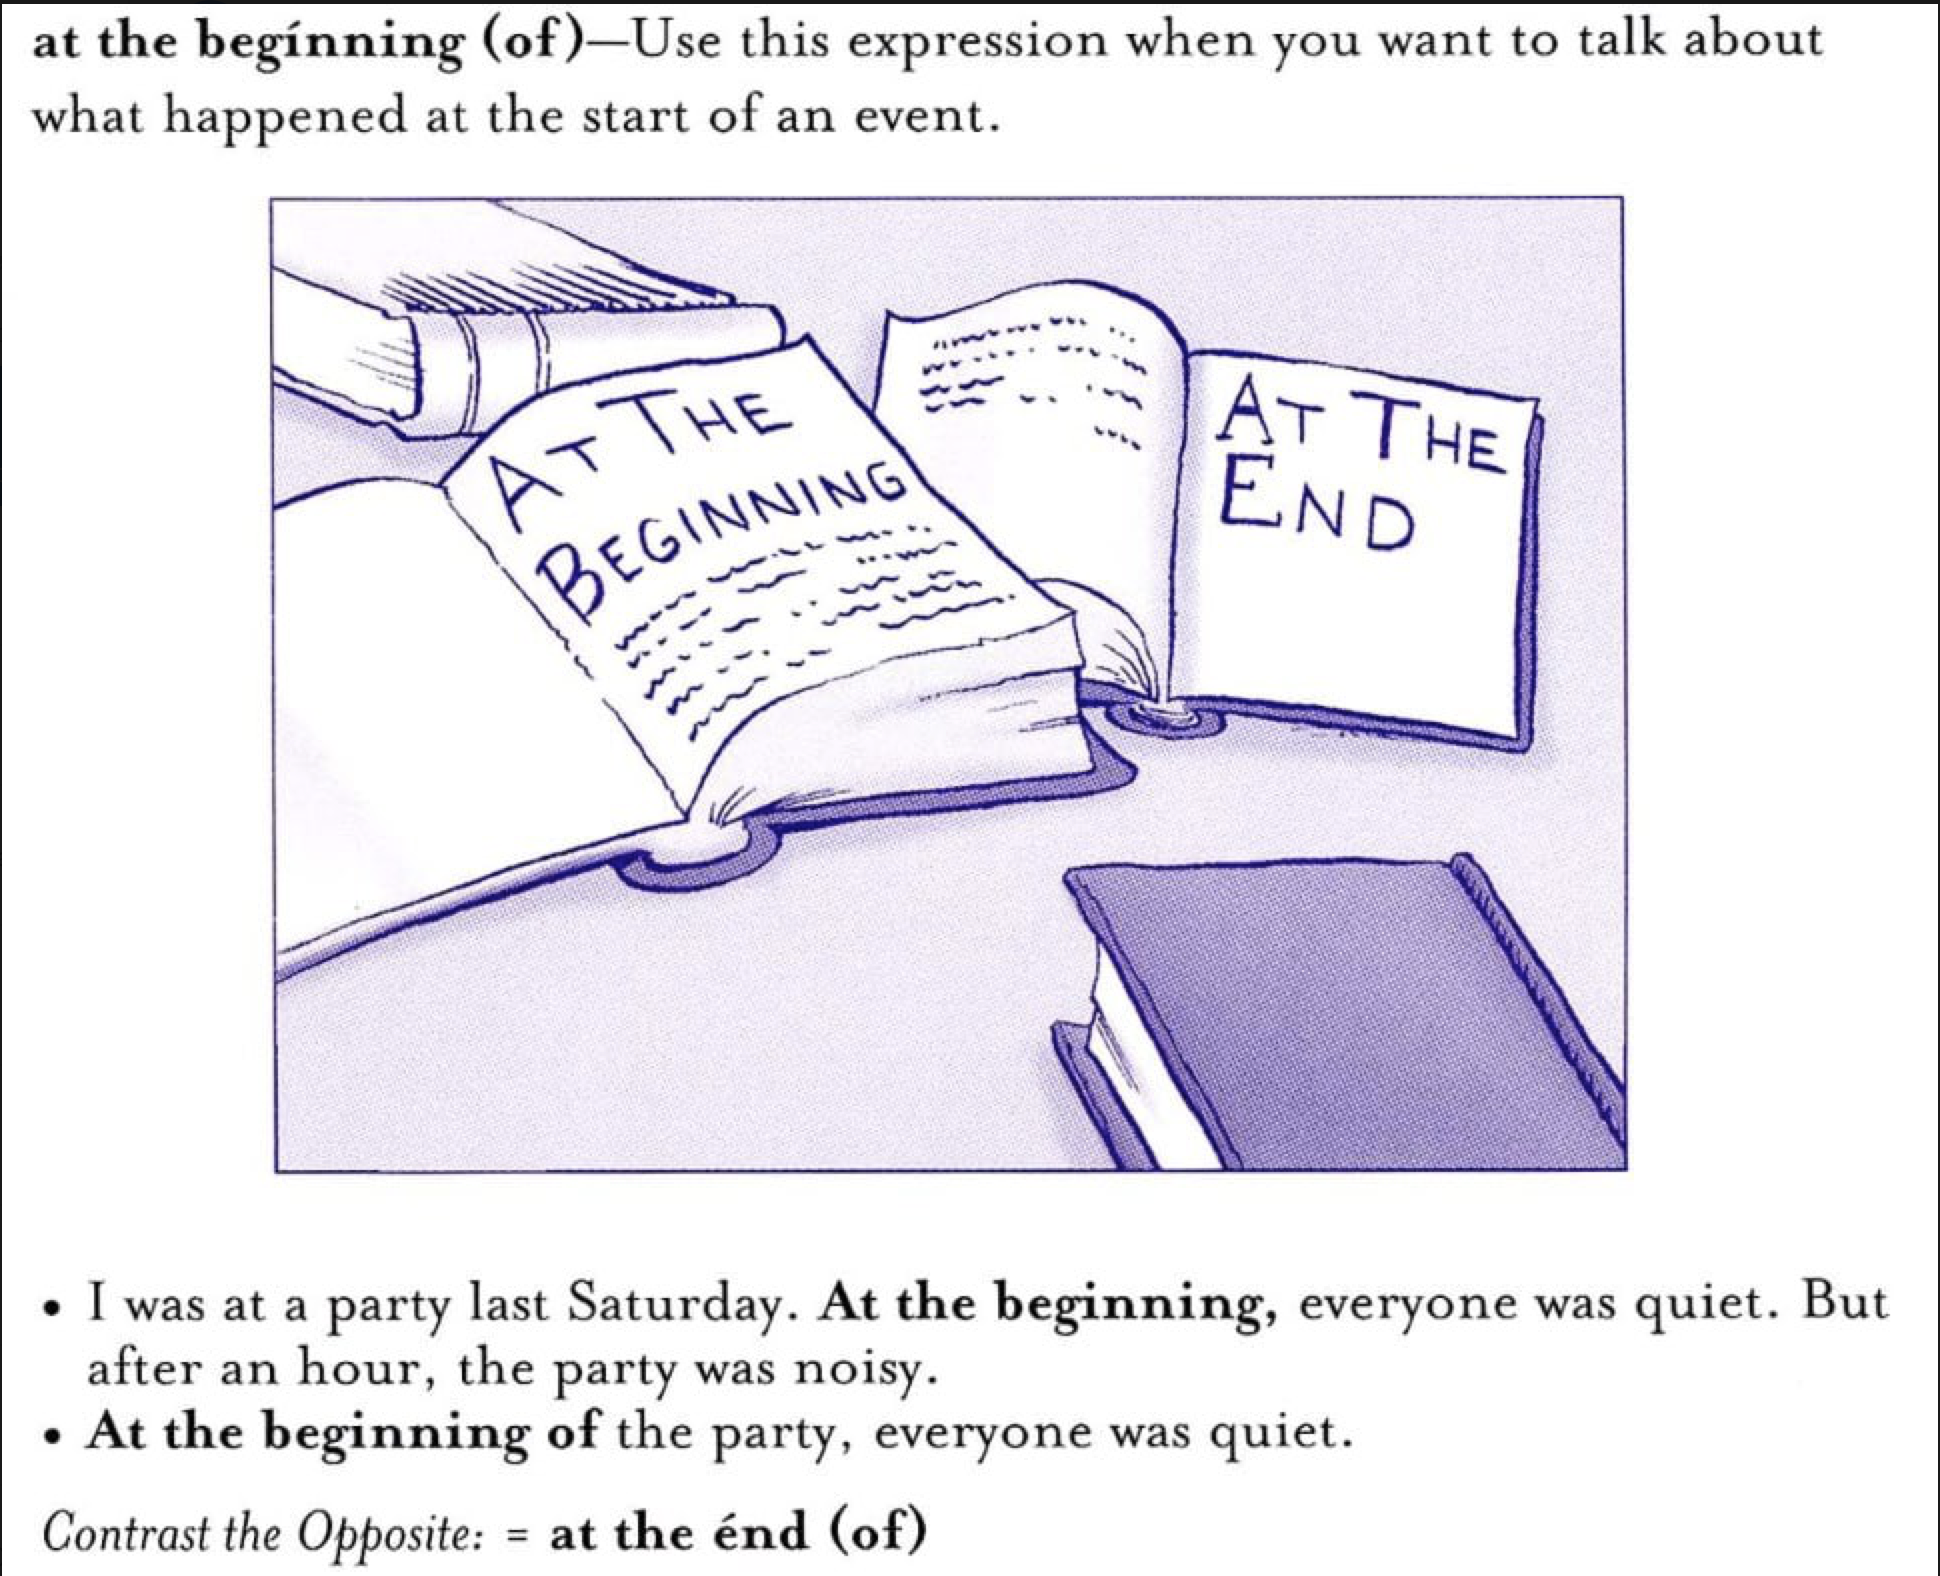 at the begínning (of)—Use this expression when you want to talk about
what happened at the start of an event.
AT THE
BEGINNING
AT THE
END
• I was at a party last Saturday. At the beginning, everyone was quiet. But
after an hour, the party was noisy.
• At the beginning of the party, everyone was quiet.
Contrast the Opposite: = at the énd (of)